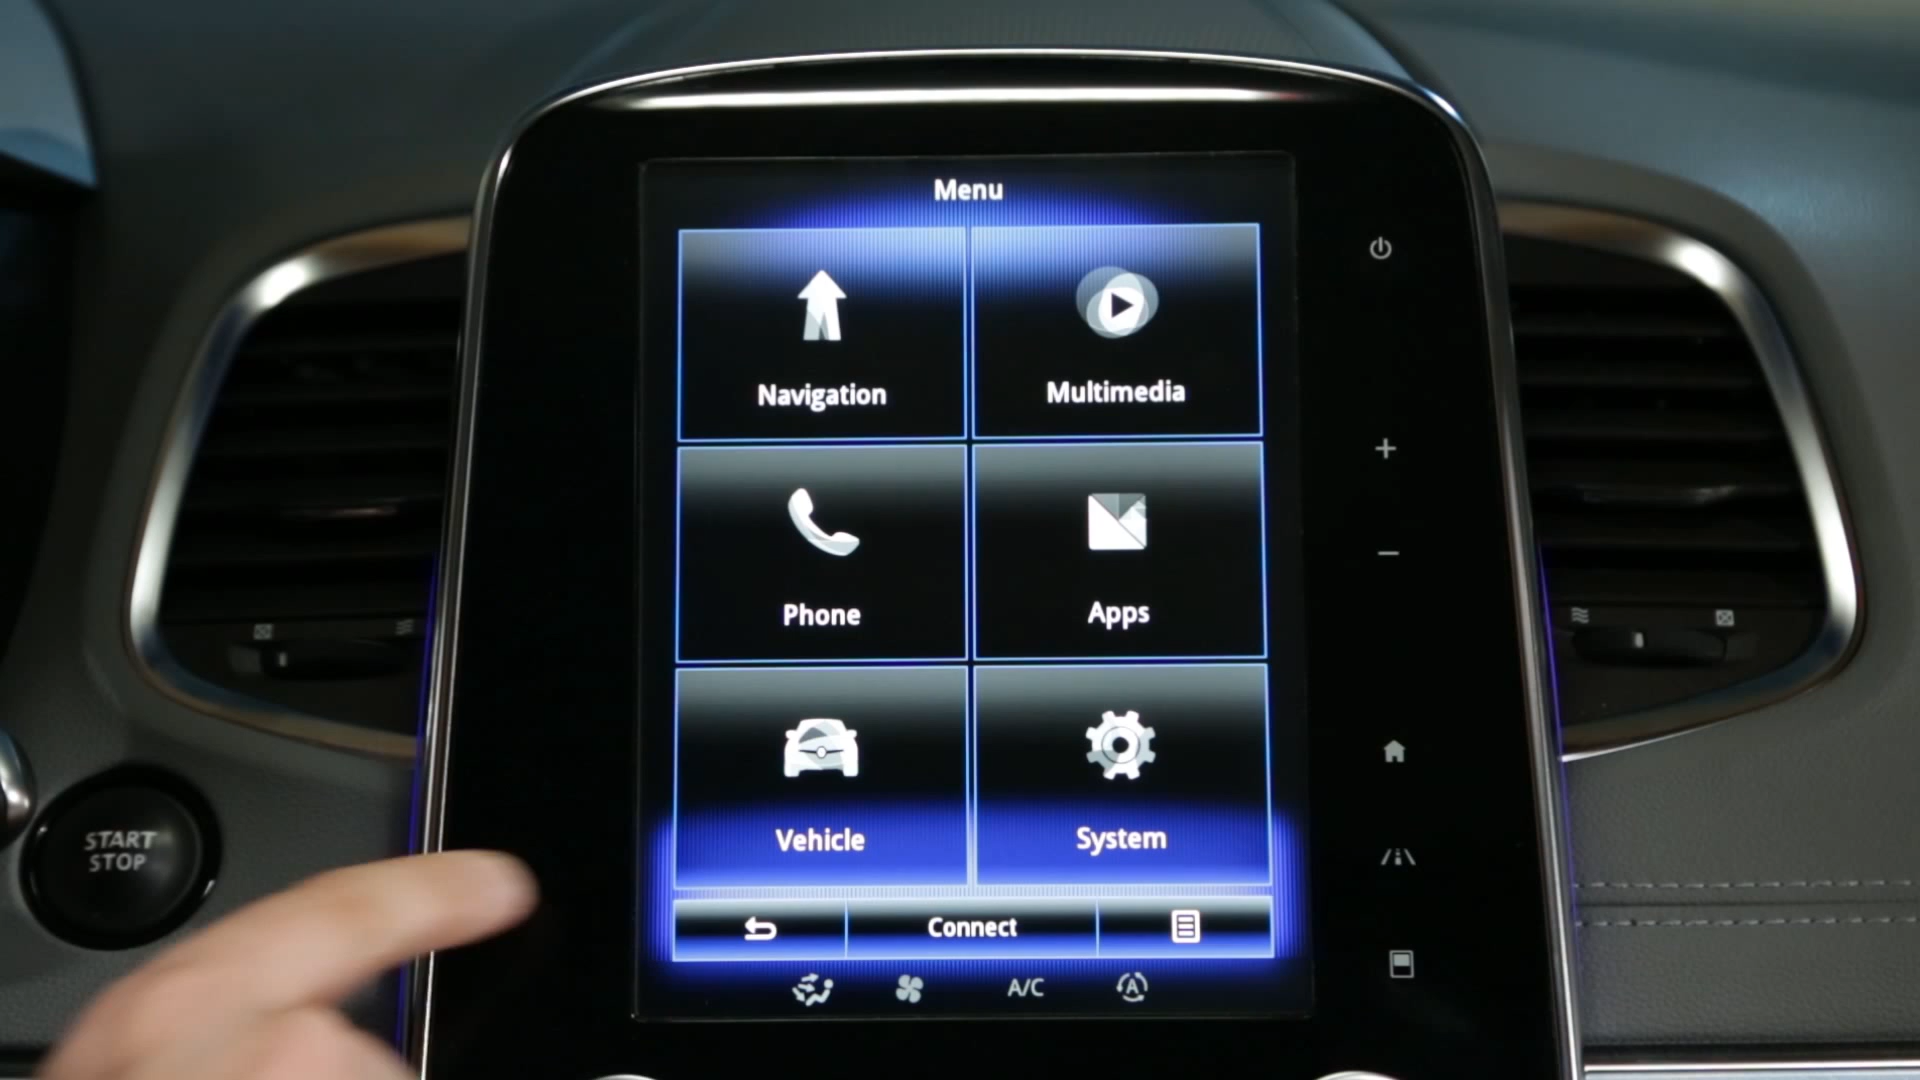 Menu
Navigation
Multimedia
Phone
Apps
Vehicle
System
Connect
A/C
A
START
STOP